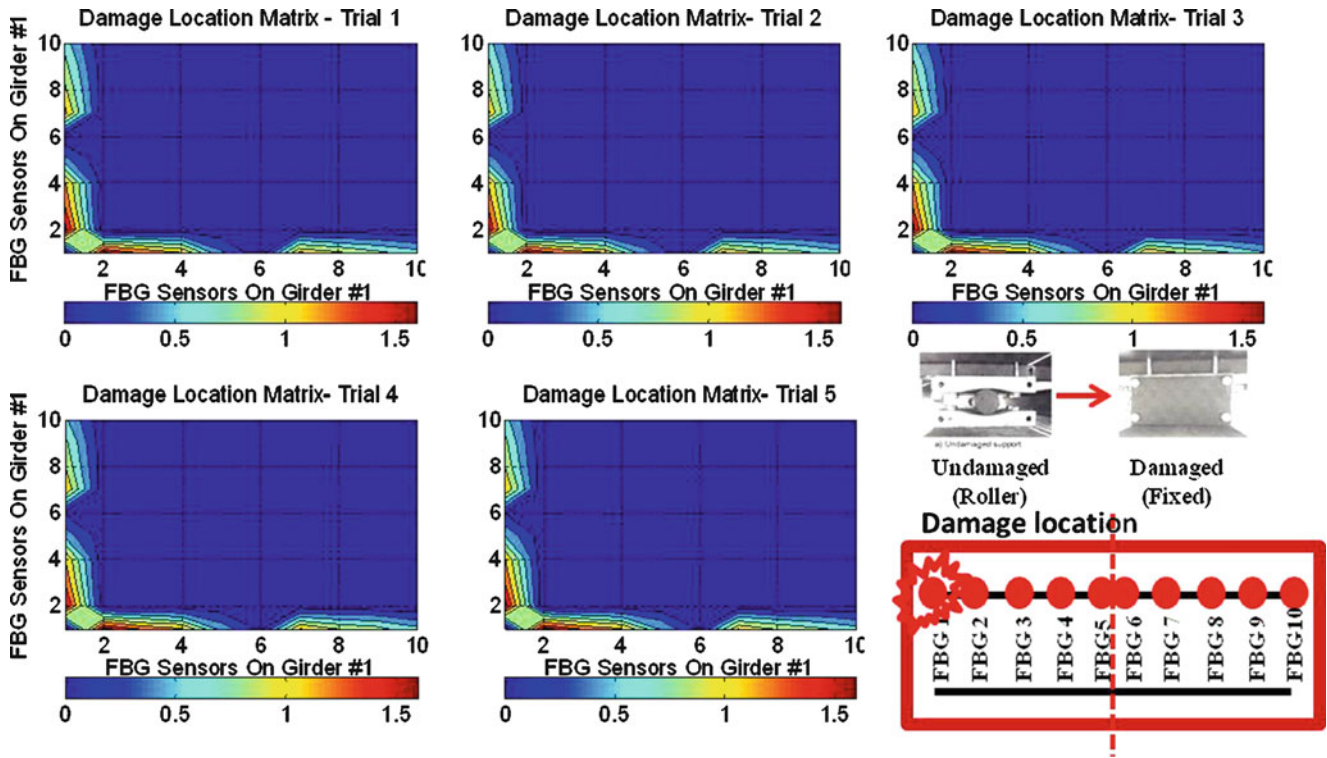 Damage Location Matrix - Trial 1
FBG Sensors On Girder #1
10
8
6
4
2
2 4 6 8 10
FBG Sensors On Girder #1
0 0.5 1 1.5
Damage Location Matrix- Trial 2
10
8
6
4
2
2 4 6 8 10
FBG Sensors On Girder #1
0 0.5 1 1.5
Damage Location Matrix- Trial 3
10
8
6
4
2
2 4 6 8 10
FBG Sensors On Girder #1
0 0.5 1 1.5
Damage Location Matrix- Trial 4
FBG Sensors On Girder #1
10
8
6
4
2
2 4 6 8 10
FBG Sensors On Girder #1
0 0.5 1 1.5
Damage Location Matrix- Trial 5
10
8
6
4
2
2 4 6 8 10
FBG Sensors On Girder #1
0 0.5 1 1.5
a) Undamaged support
Undamaged
(Roller)
Damaged
(Fixed)
Damage location
FBG 1
FBG 2
FBG 3
FBG 4
FBG5
FBG 6
FBG 7
FBG 8
FBG 9
FBG10